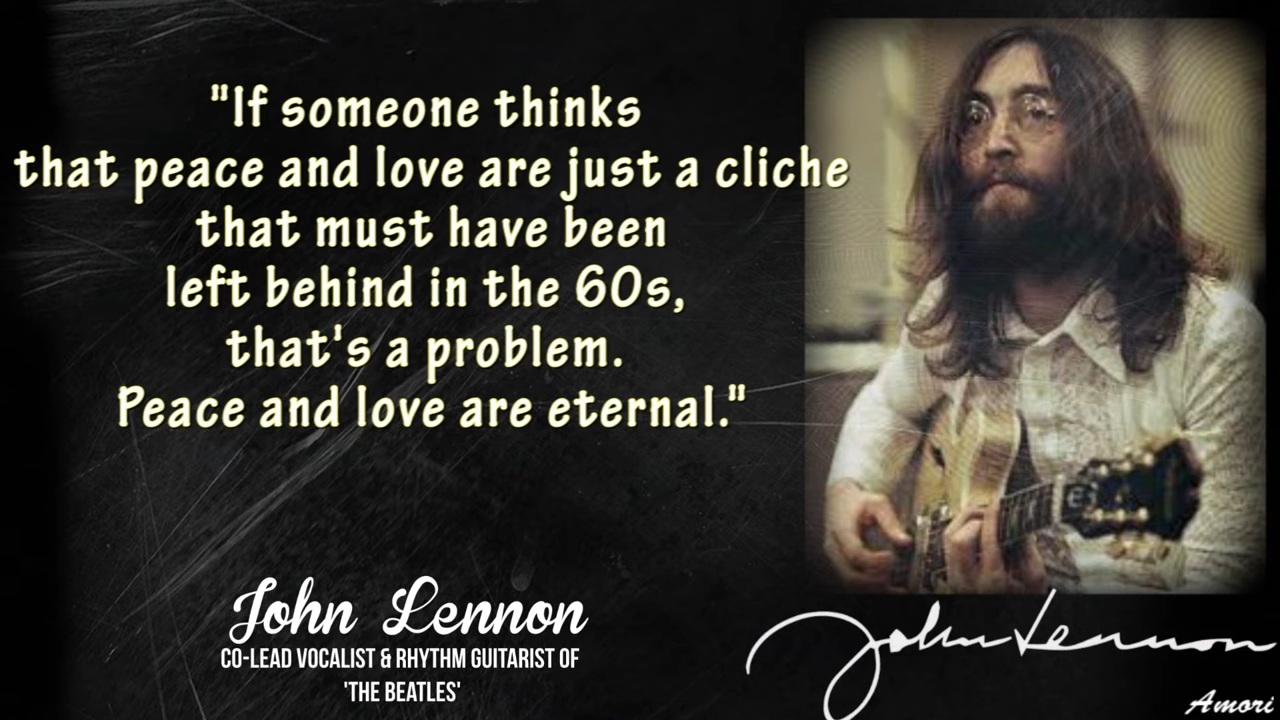 "If someone thinks
that peace and love are just a cliche
that must have been
left behind in the 60s,
that's a problem.
Peace and love are eternal."
John Lennon
CO-LEAD VOCALIST & RHYTHM GUITARIST OF
'THE BEATLES'
John Lennon
Amori